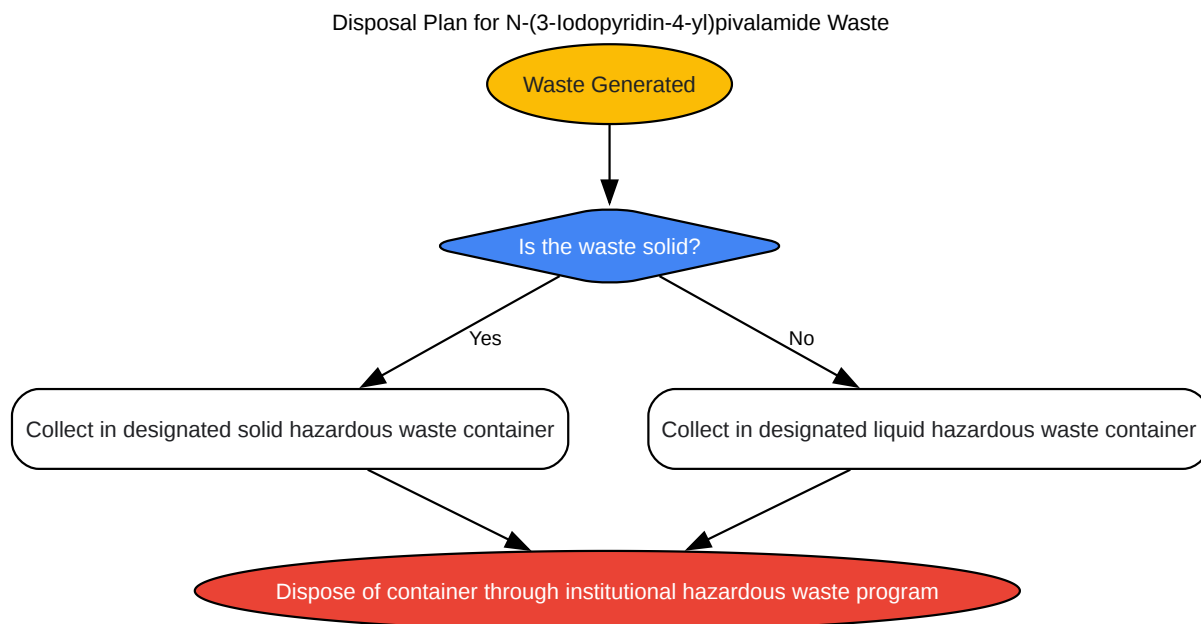 Disposal Plan for N-(3-Iodopyridin-4-yl)pivalamide Waste
Waste Generated
Is the waste solid?
Yes
No
Collect in designated solid hazardous waste container
Collect in designated liquid hazardous waste container
Dispose of container through institutional hazardous waste program